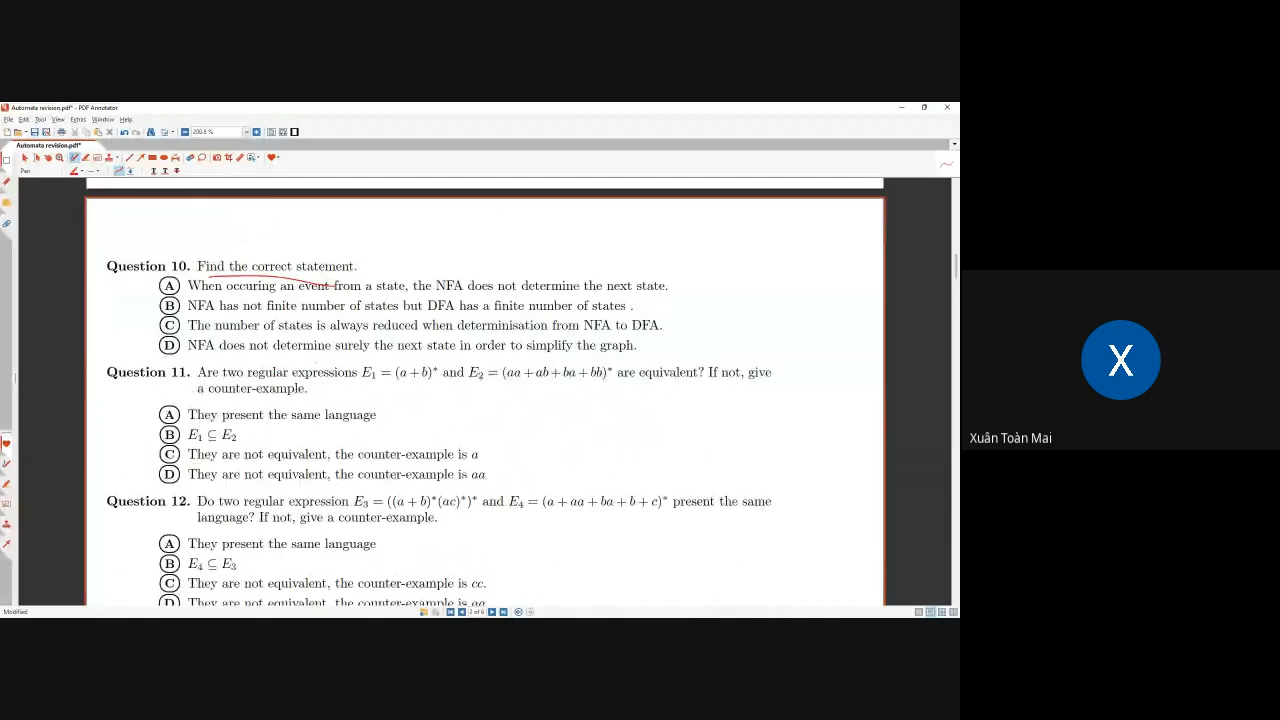 Automata revision.pdf* - PDF Annotator
File Edit Tool View Extras Window Help
200.6 %
Automata revision.pdf*
Pen
Question 10. Find the correct statement.
A When occuring an event from a state, the NFA does not determine the next state.
B NFA has not finite number of states but DFA has a finite number of states .
C The number of states is always reduced when determinisation from NFA to DFA.
D NFA does not determine surely the next state in order to simplify the graph.
Question 11. Are two regular expressions E₁ = (a + b)* and E₂ = (aa + ab + ba + bb)* are equivalent? If not, give
a counter-example.
A They present the same language
B E₁ ⊆ E₂
C They are not equivalent, the counter-example is a
D They are not equivalent, the counter-example is aa
Question 12. Do two regular expression E₃ = ((a + b)*(ac)*)* and E₄ = (a + aa + ba + b + c)* present the same
language? If not, give a counter-example.
A They present the same language
B E₄ ⊆ E₃
C They are not equivalent, the counter-example is cc.
D They are not equivalent, the counter-example is aa
Modified
2 of 6
X
Xuân Toàn Mai